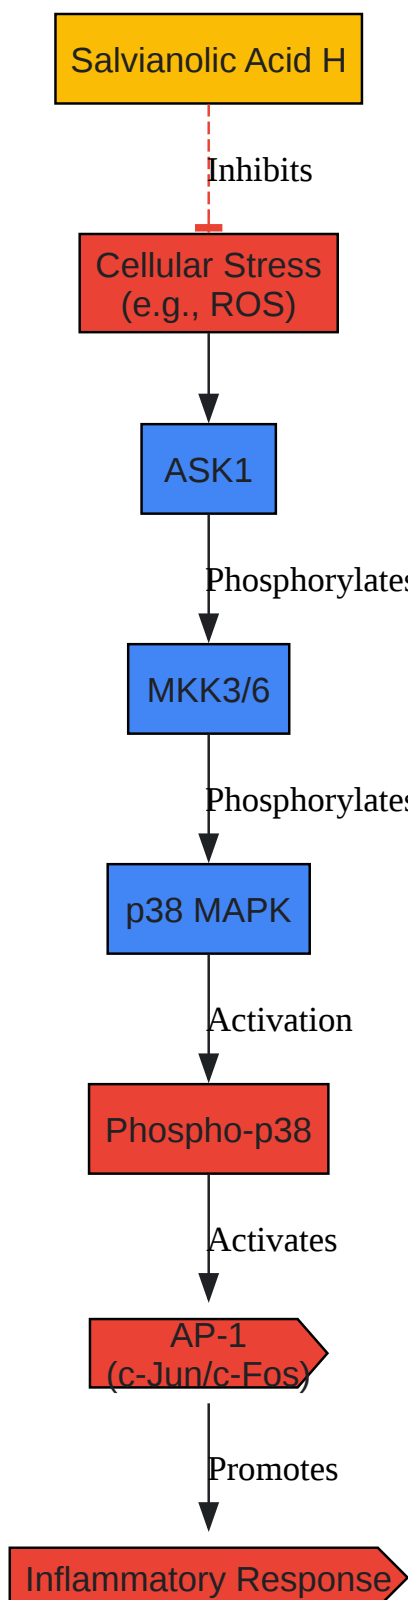 Salvianolic Acid H
Inhibits
Cellular Stress
(e.g., ROS)
ASK1
Phosphorylates
MKK3/6
Phosphorylates
p38 MAPK
Activation
Phospho-p38
Activates
AP-1
(c-Jun/c-Fos)
Promotes
Inflammatory Response